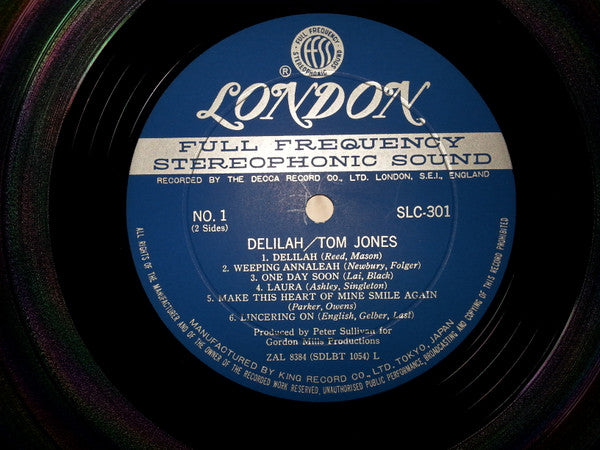 FULL FREQUENCY
ffss
STEREOPHONIC SOUND
®
LONDON
FULL FREQUENCY
STEREOPHONIC SOUND
RECORDED BY THE DECCA RECORD CO., LTD. LONDON, S.E.I., ENGLAND
NO. 1
(2 Sides)
SLC-301
DELILAH/TOM JONES
1. DELILAH (Reed, Mason)
2. WEEPING ANNALEAH (Newbury, Folger)
3. ONE DAY SOON (Lai, Black)
4. LAURA (Ashley, Singleton)
5. MAKE THIS HEART OF MINE SMILE AGAIN
(Parker, Owens)
6. LINCERING ON (English, Gelber, Last)
Produced by Peter Sullivan for
Gordon Mills Productions
ZAL 8384 (SDLBT 1054) L
MANUFACTURED BY KING RECORD CO., LTD. TOKYO, JAPAN
ALL RIGHTS OF THE MANUFACTURER AND OF THE OWNER OF THE RECORDED WORK RESERVED. UNAUTHORISED PUBLIC PERFORMANCE, BROADCASTING AND COPYING OF THIS RECORD PROHIBITED